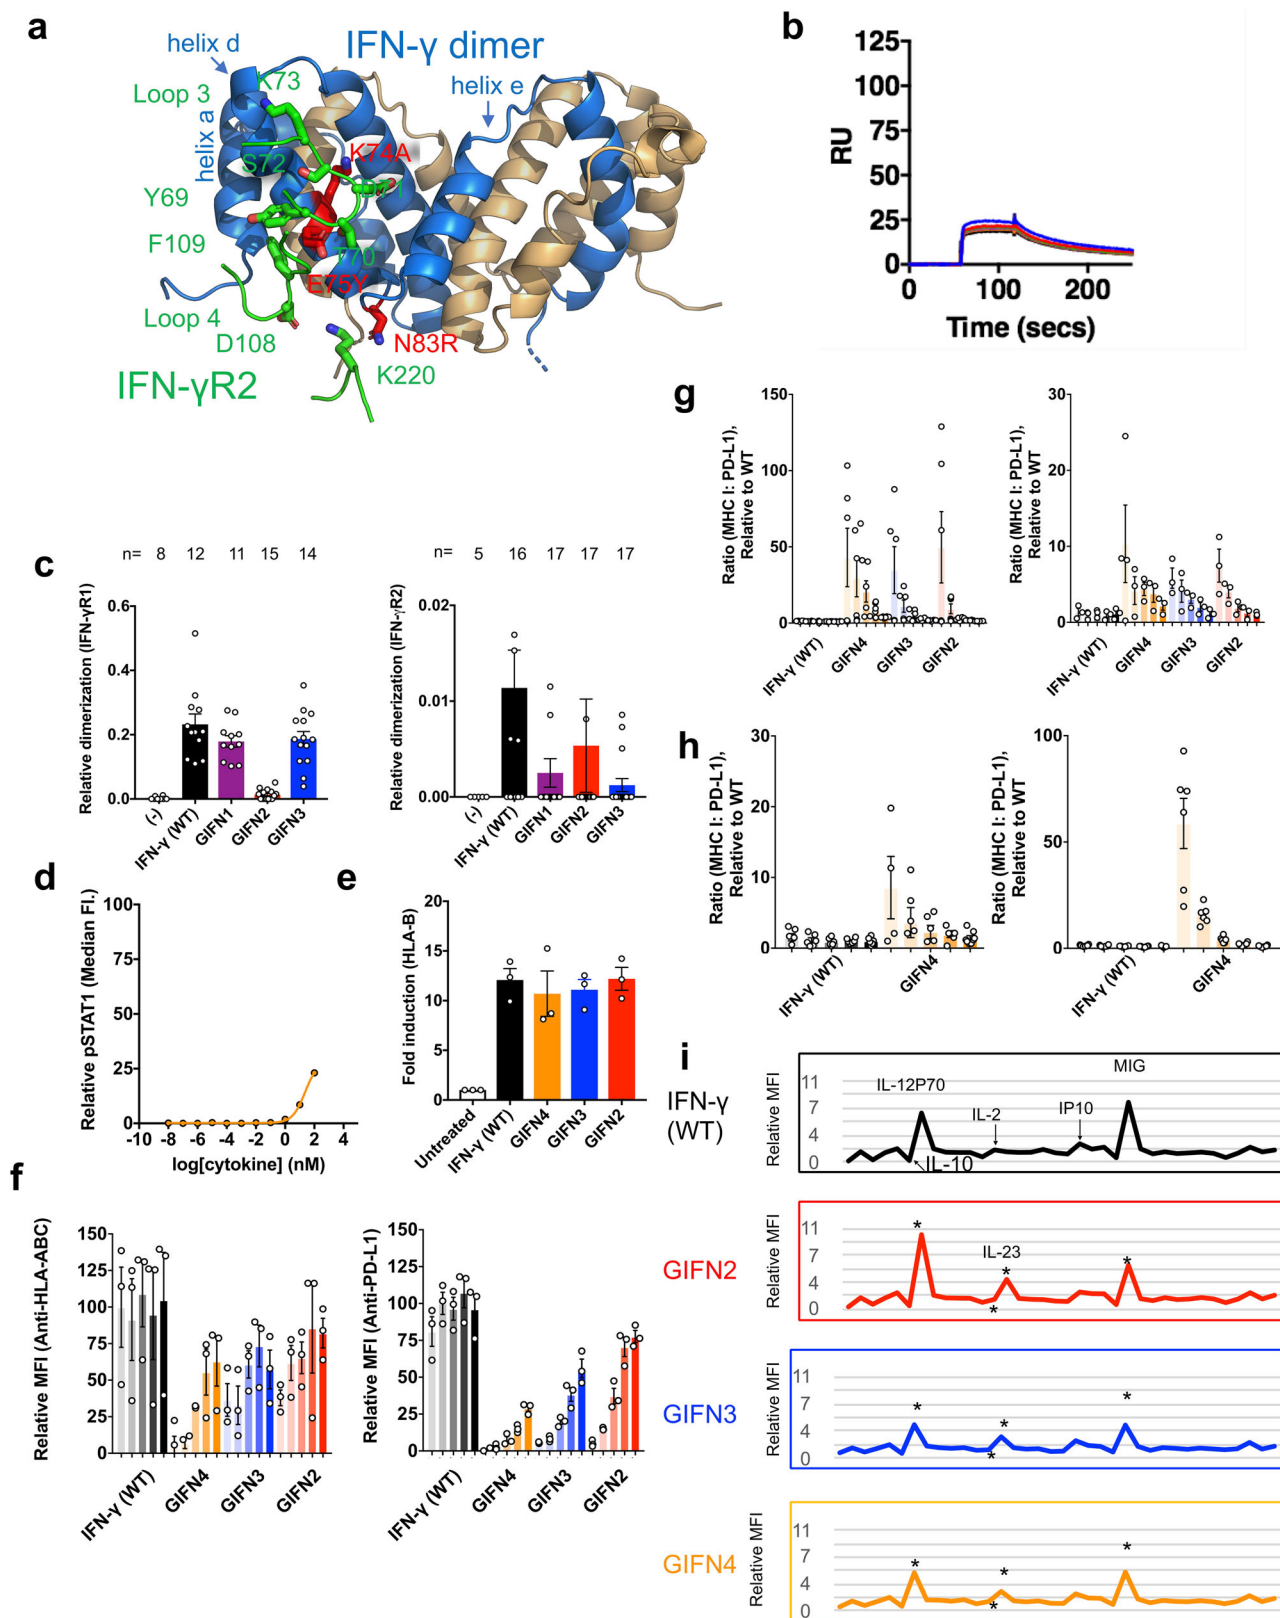 a
helix d
IFN-γ dimer
K73
helix e
Loop 3
helix a
K74A
S72
Y69
F109
T70
E75Y
Loop 4
D108
N83R
K220
IFN-γR2
b
125
100
75
50
25
0
RU
0
100
200
Time (secs)
c
n= 8 12 11 15 14
Relative dimerization (IFN-γR1)
0.6
0.4
0.2
0.0
(-)
IFN-γ (WT)
GIFN1
GIFN2
GIFN3
n= 5 16 17 17 17
Relative dimerization (IFN-γR2)
0.02
0.01
0.00
(-)
IFN-γ (WT)
GIFN1
GIFN2
GIFN3
d
Relative pSTAT1 (Median Fl.)
100
75
50
25
0
-10 -8 -6 -4 -2 0 2 4
log[cytokine] (nM)
e
Fold induction (HLA-B)
20
15
10
5
0
Untreated
IFN-γ (WT)
GIFN4
GIFN3
GIFN2
f
Relative MFI (Anti-HLA-ABC)
150
125
100
75
50
25
0
IFN-γ (WT)
GIFN4
GIFN3
GIFN2
Relative MFI (Anti-PD-L1)
150
125
100
75
50
25
0
IFN-γ (WT)
GIFN4
GIFN3
GIFN2
g
Ratio (MHC I: PD-L1),
Relative to WT
150
100
50
0
IFN-γ (WT)
GIFN4
GIFN3
GIFN2
Ratio (MHC I: PD-L1),
Relative to WT
30
20
10
0
IFN-γ (WT)
GIFN4
GIFN3
GIFN2
h
Ratio (MHC I: PD-L1),
Relative to WT
30
20
10
0
IFN-γ (WT)
GIFN4
Ratio (MHC I: PD-L1),
Relative to WT
100
50
0
IFN-γ (WT)
GIFN4
i
IFN-γ
(WT)
Relative MFI
11
7
4
0
IL-12P70
IL-10
IL-2
IP10
MIG
GIFN2
Relative MFI
11
7
4
0
*
IL-23
*
*
*
GIFN3
Relative MFI
11
7
4
0
*
*
*
*
GIFN4
Relative MFI
11
7
4
0
*
*
*
*